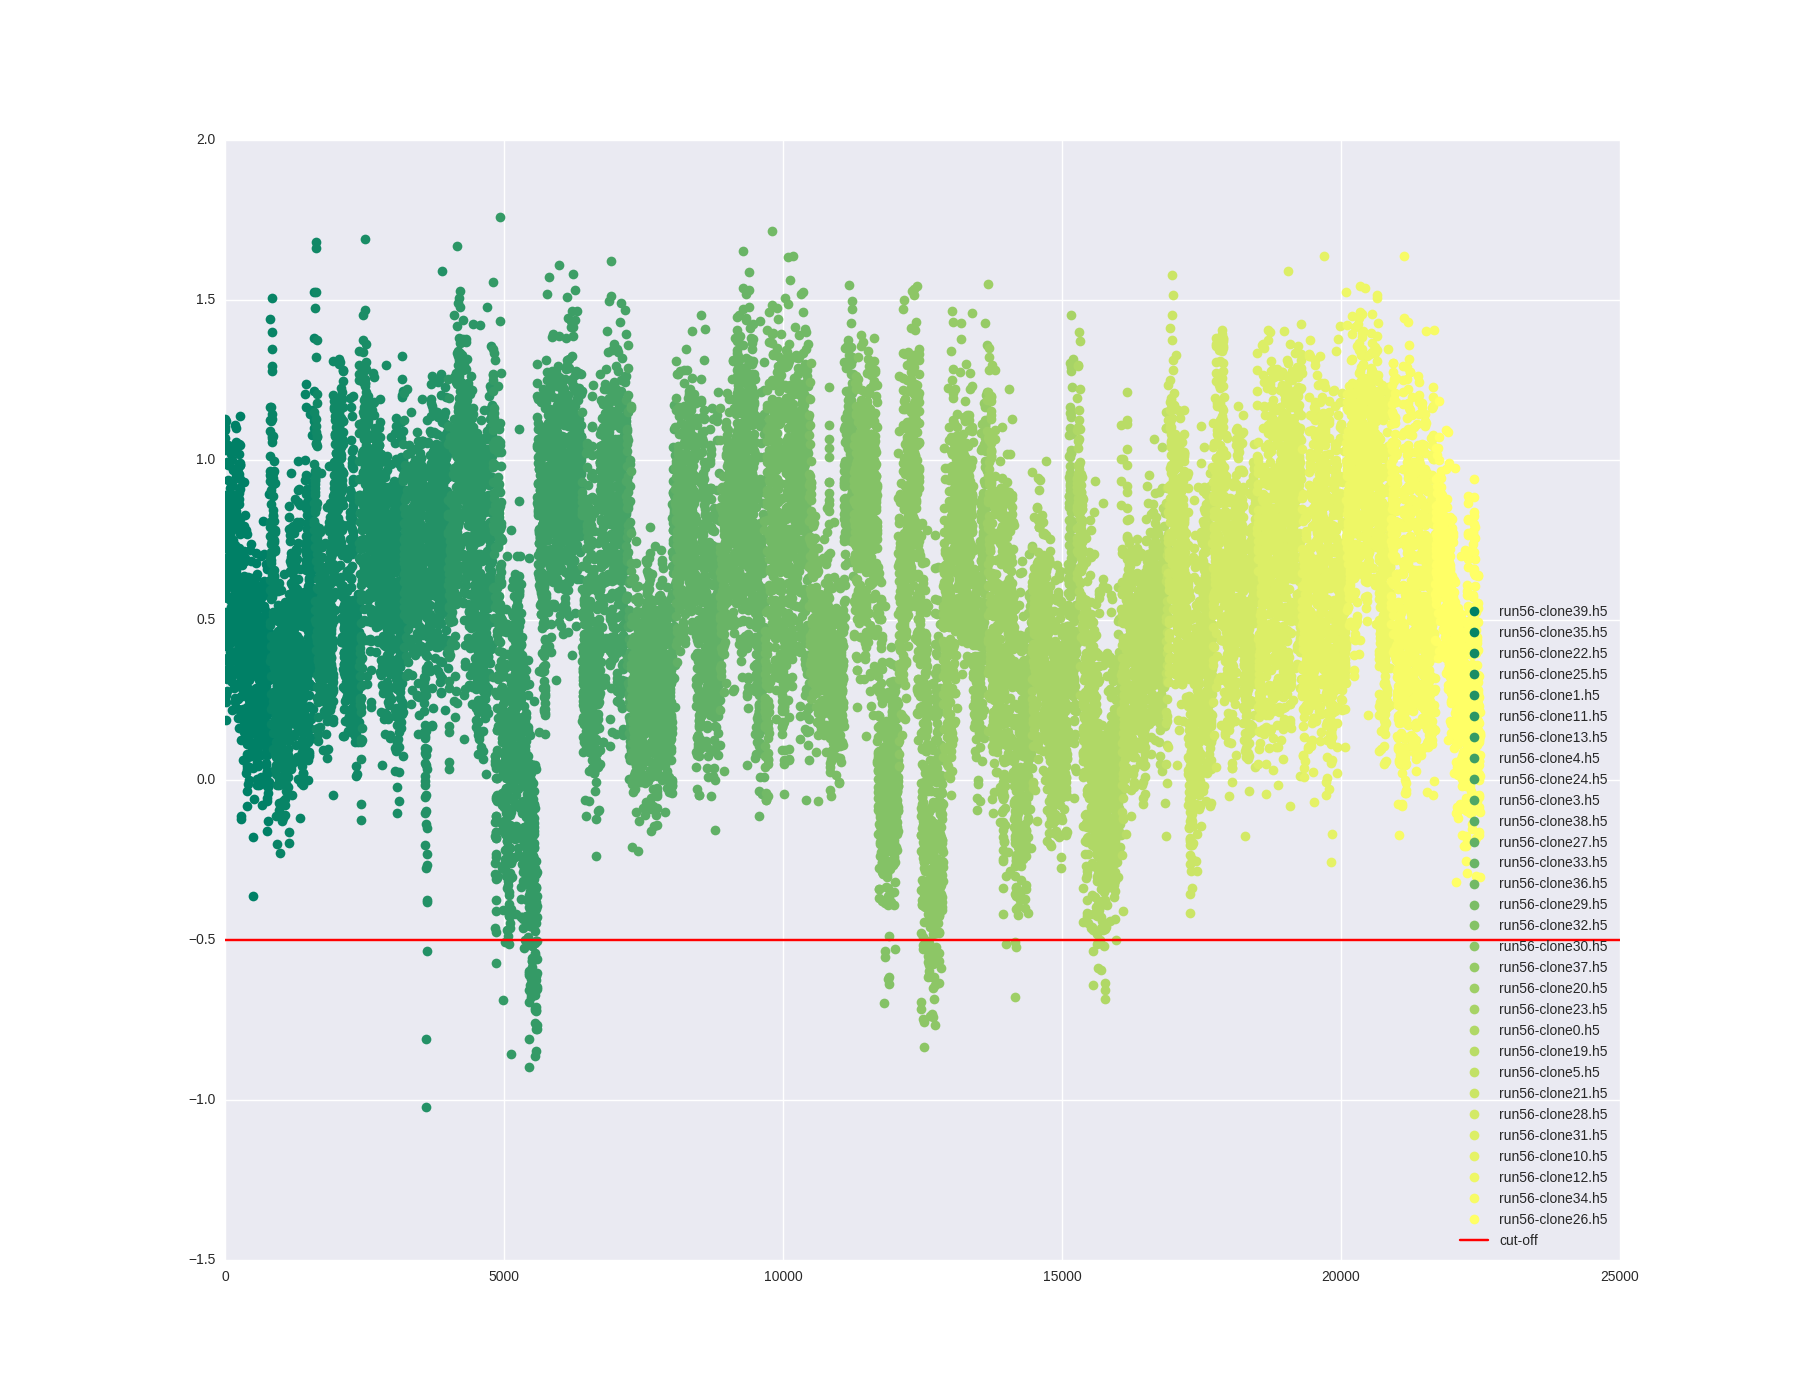 2.0
1.5
1.0
0.5
0.0
−0.5
−1.0
−1.5
0
5000
10000
15000
20000
25000
run56-clone39.h5
run56-clone35.h5
run56-clone22.h5
run56-clone25.h5
run56-clone1.h5
run56-clone11.h5
run56-clone13.h5
run56-clone4.h5
run56-clone24.h5
run56-clone3.h5
run56-clone38.h5
run56-clone27.h5
run56-clone33.h5
run56-clone36.h5
run56-clone29.h5
run56-clone32.h5
run56-clone30.h5
run56-clone37.h5
run56-clone20.h5
run56-clone23.h5
run56-clone0.h5
run56-clone19.h5
run56-clone5.h5
run56-clone21.h5
run56-clone28.h5
run56-clone31.h5
run56-clone10.h5
run56-clone12.h5
run56-clone34.h5
run56-clone26.h5
cut-off